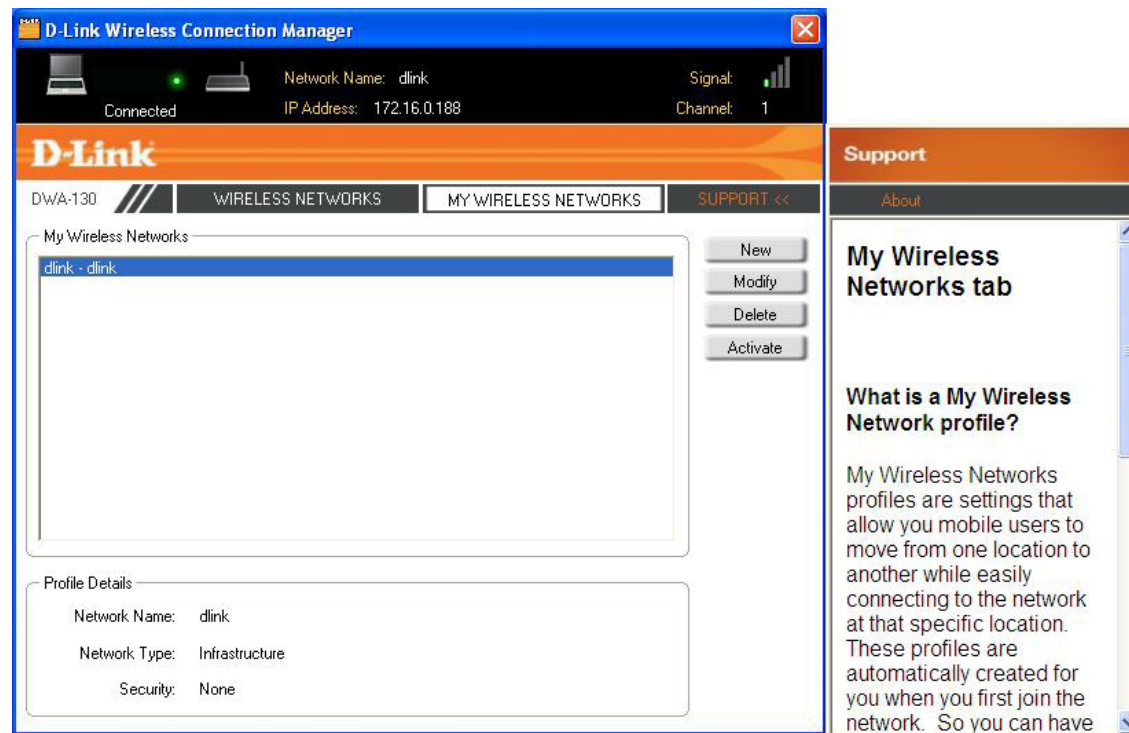 D-Link Wireless Connection Manager
Network Name: dlink
Signal:
Connected
IP Address: 172.16.0.188
Channel: 1
D-Link
DWA-130
WIRELESS NETWORKS
MY WIRELESS NETWORKS
SUPPORT <<
My Wireless Networks
dlink - dlink
New
Modify
Delete
Activate
Profile Details
Network Name: dlink
Network Type: Infrastructure
Security: None
Support
About
My Wireless
Networks tab
What is a My Wireless
Network profile?
My Wireless Networks
profiles are settings that
allow you mobile users to
move from one location to
another while easily
connecting to the network
at that specific location.
These profiles are
automatically created for
you when you first join the
network. So you can have